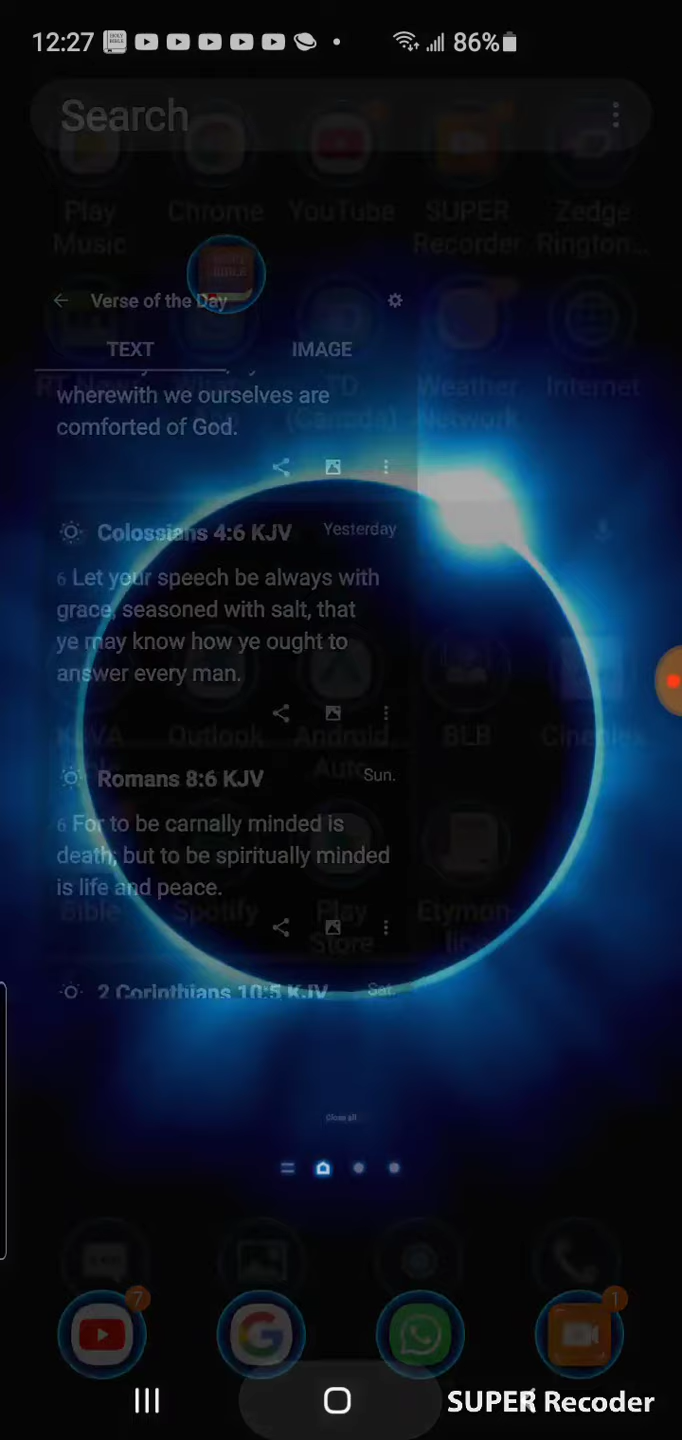 12:27 86%
Search
Play Music
Chrome
YouTube
SUPER Recorder
Zedge Rington...
Verse of the Day
TEXT IMAGE
TD (Canada)
Weather Network
Internet
wherewith we ourselves are
comforted of God.
Colossians 4:6 KJV Yesterday
6 Let your speech be always with
grace, seasoned with salt, that
ye may know how ye ought to
answer every man.
Outlook
Android Auto
BLB
Cineplex
Romans 8:6 KJV Sun.
6 For to be carnally minded is
death; but to be spiritually minded
is life and peace.
Bible
Spotify
Play Store
Etymon-
2 Corinthians 10:5 KJV Sat.
Close all
7
1
SUPER Recoder